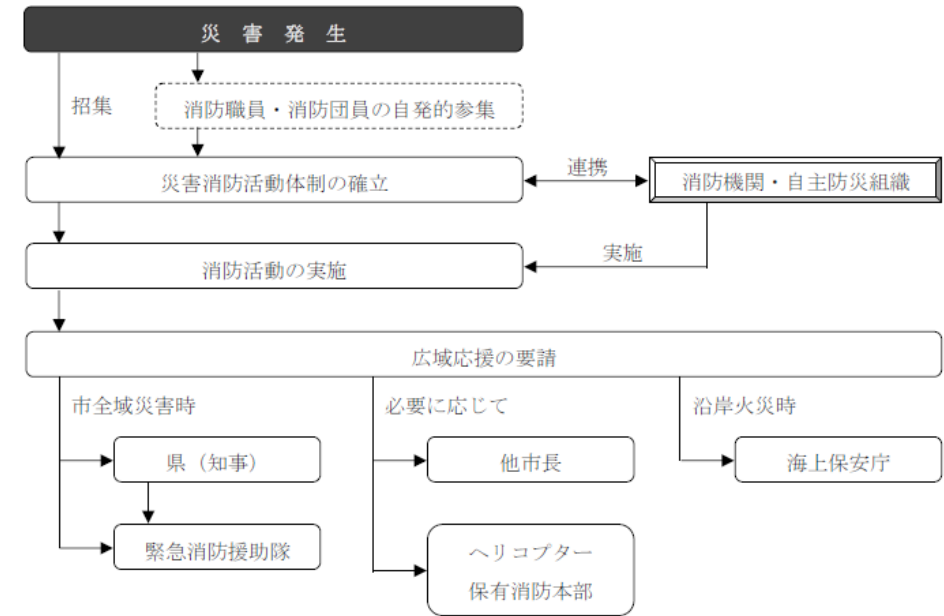 災 害 発 生
招集
消防職員・消防団員の自発的参集
災害消防活動体制の確立
連携
消防機関・自主防災組織
消防活動の実施
実施
広域応援の要請
市全域災害時
必要に応じて
沿岸火災時
県（知事）
他市長
海上保安庁
緊急消防援助隊
ヘリコプター
保有消防本部